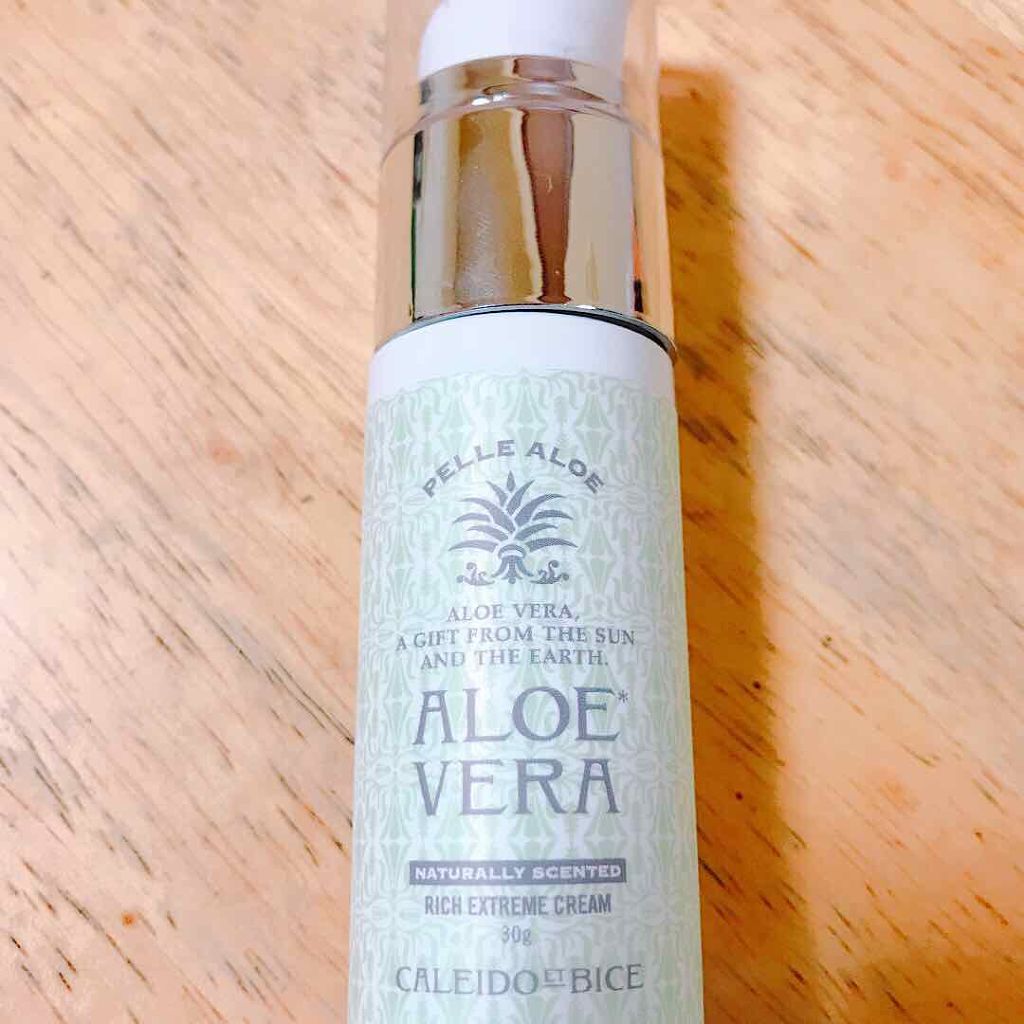 PELLE ALOE
ALOE VERA,
A GIFT FROM THE SUN
AND THE EARTH.
ALOE*
VERA
NATURALLY SCENTED
RICH EXTREME CREAM
30g
CALEIDO ET BICE